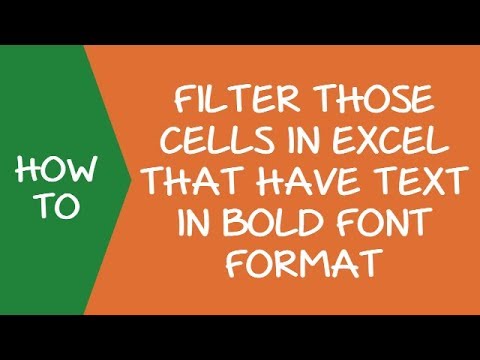 HOW
TO
FILTER THOSE
CELLS IN EXCEL
THAT HAVE TEXT
IN BOLD FONT
FORMAT